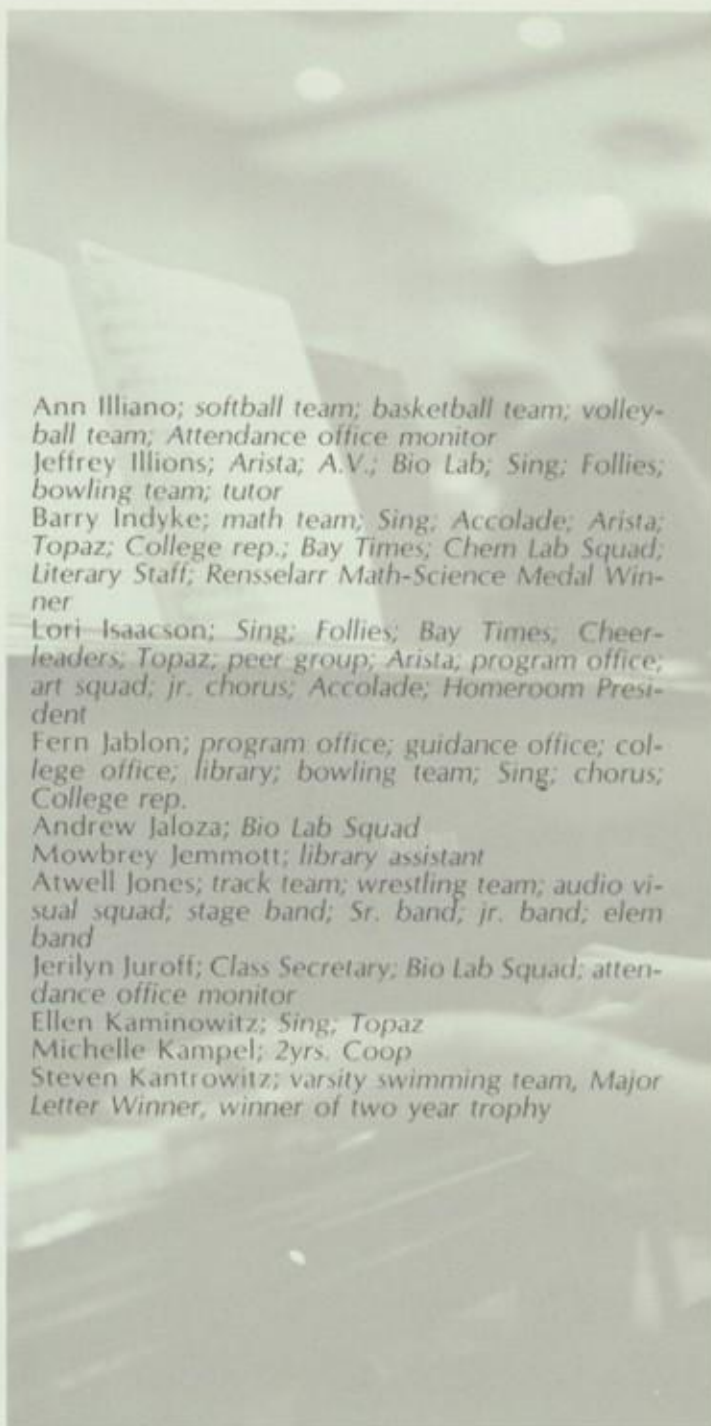 Ann Illiano; softball team; basketball team; volley-
ball team; Attendance office monitor
Jeffrey Illions; Arista; A.V.; Bio Lab; Sing; Follies;
bowling team; tutor
Barry Indyke; math team; Sing; Accolade; Arista;
Topaz; College rep.; Bay Times; Chem Lab Squad;
Literary Staff; Rensselarr Math-Science Medal Win-
ner
Lori Isaacson; Sing; Follies; Bay Times; Cheer-
leaders; Topaz; peer group; Arista; program office;
art squad; jr. chorus; Accolade; Homeroom Presi-
dent
Fern Jablon; program office; guidance office; col-
lege office; library; bowling team; Sing; chorus;
College rep.
Andrew Jaloza; Bio Lab Squad
Mowbrey Jemmott; library assistant
Atwell Jones; track team; wrestling team; audio vi-
sual squad; stage band; Sr. band; jr. band; elem
band
Jerilyn Juroff; Class Secretary; Bio Lab Squad; atten-
dance office monitor
Ellen Kaminowitz; Sing; Topaz
Michelle Kampel; 2yrs. Coop
Steven Kantrowitz; varsity swimming team, Major
Letter Winner, winner of two year trophy